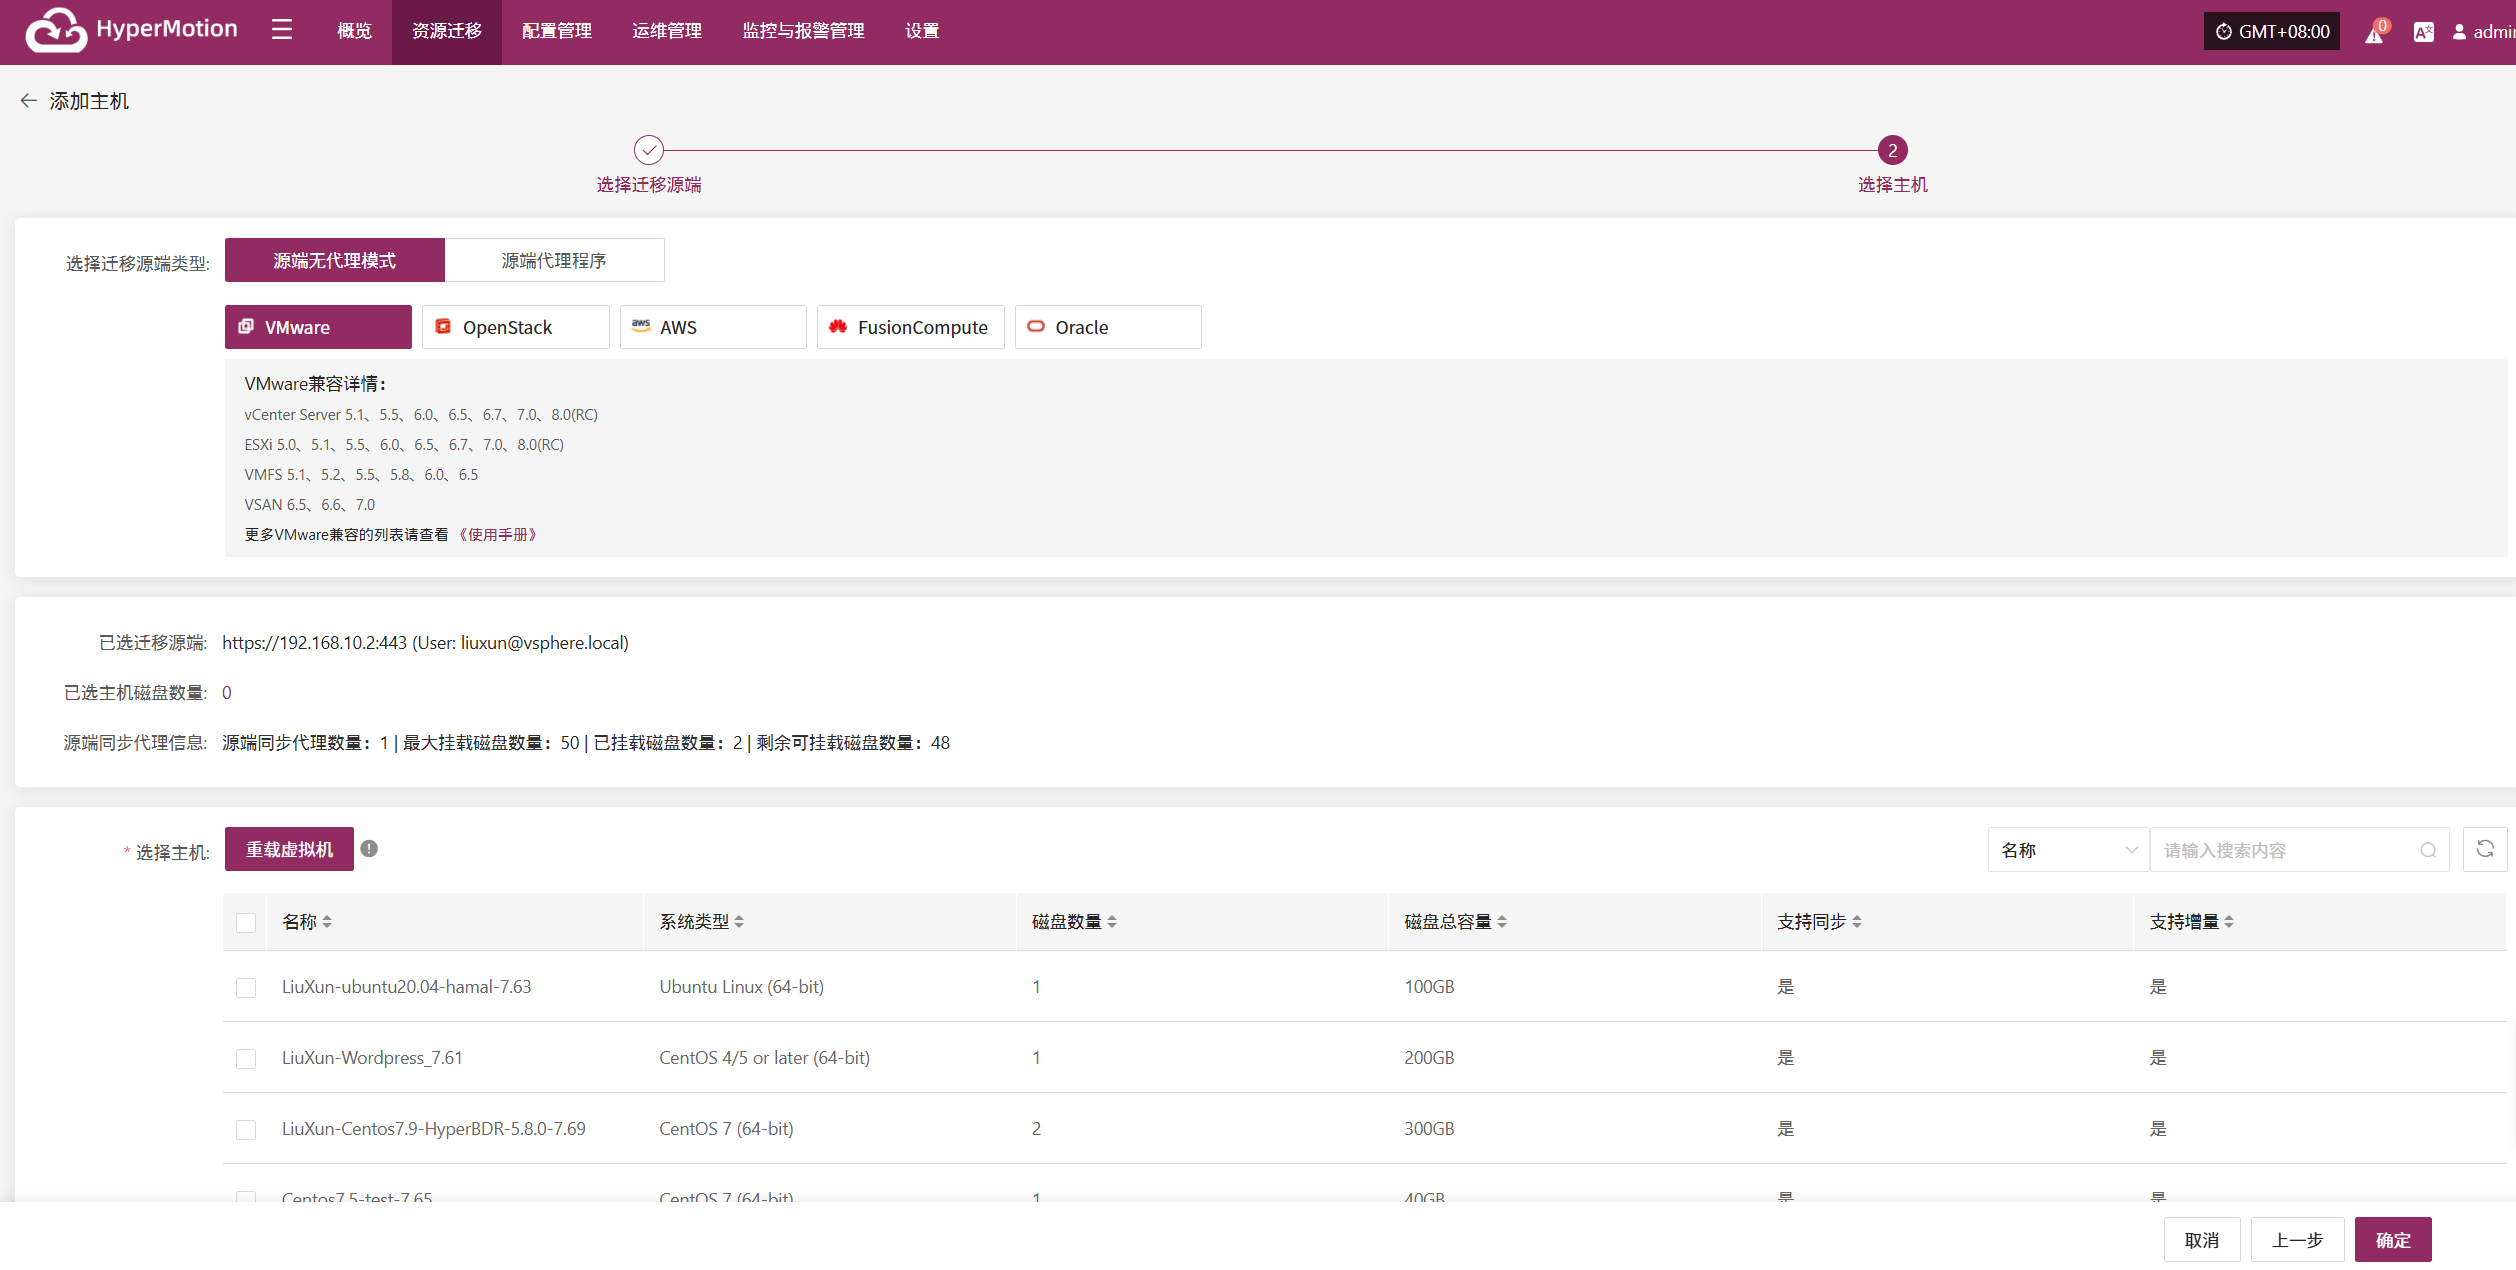 HyperMotion 概览 资源迁移 配置管理 运维管理 监控与报警管理 设置 GMT+08:00 0 admin
添加主机
2
选择迁移源端 选择主机
选择迁移源端类型: 源端无代理模式 源端代理程序
VMware OpenStack aws AWS FusionCompute Oracle
VMware兼容详情：
vCenter Server 5.1、5.5、6.0、6.5、6.7、7.0、8.0(RC)
ESXi 5.0、5.1、5.5、6.0、6.5、6.7、7.0、8.0(RC)
VMFS 5.1、5.2、5.5、5.8、6.0、6.5
VSAN 6.5、6.6、7.0
更多VMware兼容的列表请查看 《使用手册》
已选迁移源端: https://192.168.10.2:443 (User: liuxun@vsphere.local)
已选主机磁盘数量: 0
源端同步代理信息: 源端同步代理数量：1 | 最大挂载磁盘数量：50 | 已挂载磁盘数量：2 | 剩余可挂载磁盘数量：48
* 选择主机: 重载虚拟机 名称 请输入搜索内容
名称 系统类型 磁盘数量 磁盘总容量 支持同步 支持增量
LiuXun-ubuntu20.04-hamal-7.63 Ubuntu Linux (64-bit) 1 100GB 是 是
LiuXun-Wordpress_7.61 CentOS 4/5 or later (64-bit) 1 200GB 是 是
LiuXun-Centos7.9-HyperBDR-5.8.0-7.69 CentOS 7 (64-bit) 2 300GB 是 是
Centos7.5-test-7.65 CentOS 7 (64-bit) 1 40GB 是 是
取消 上一步 确定